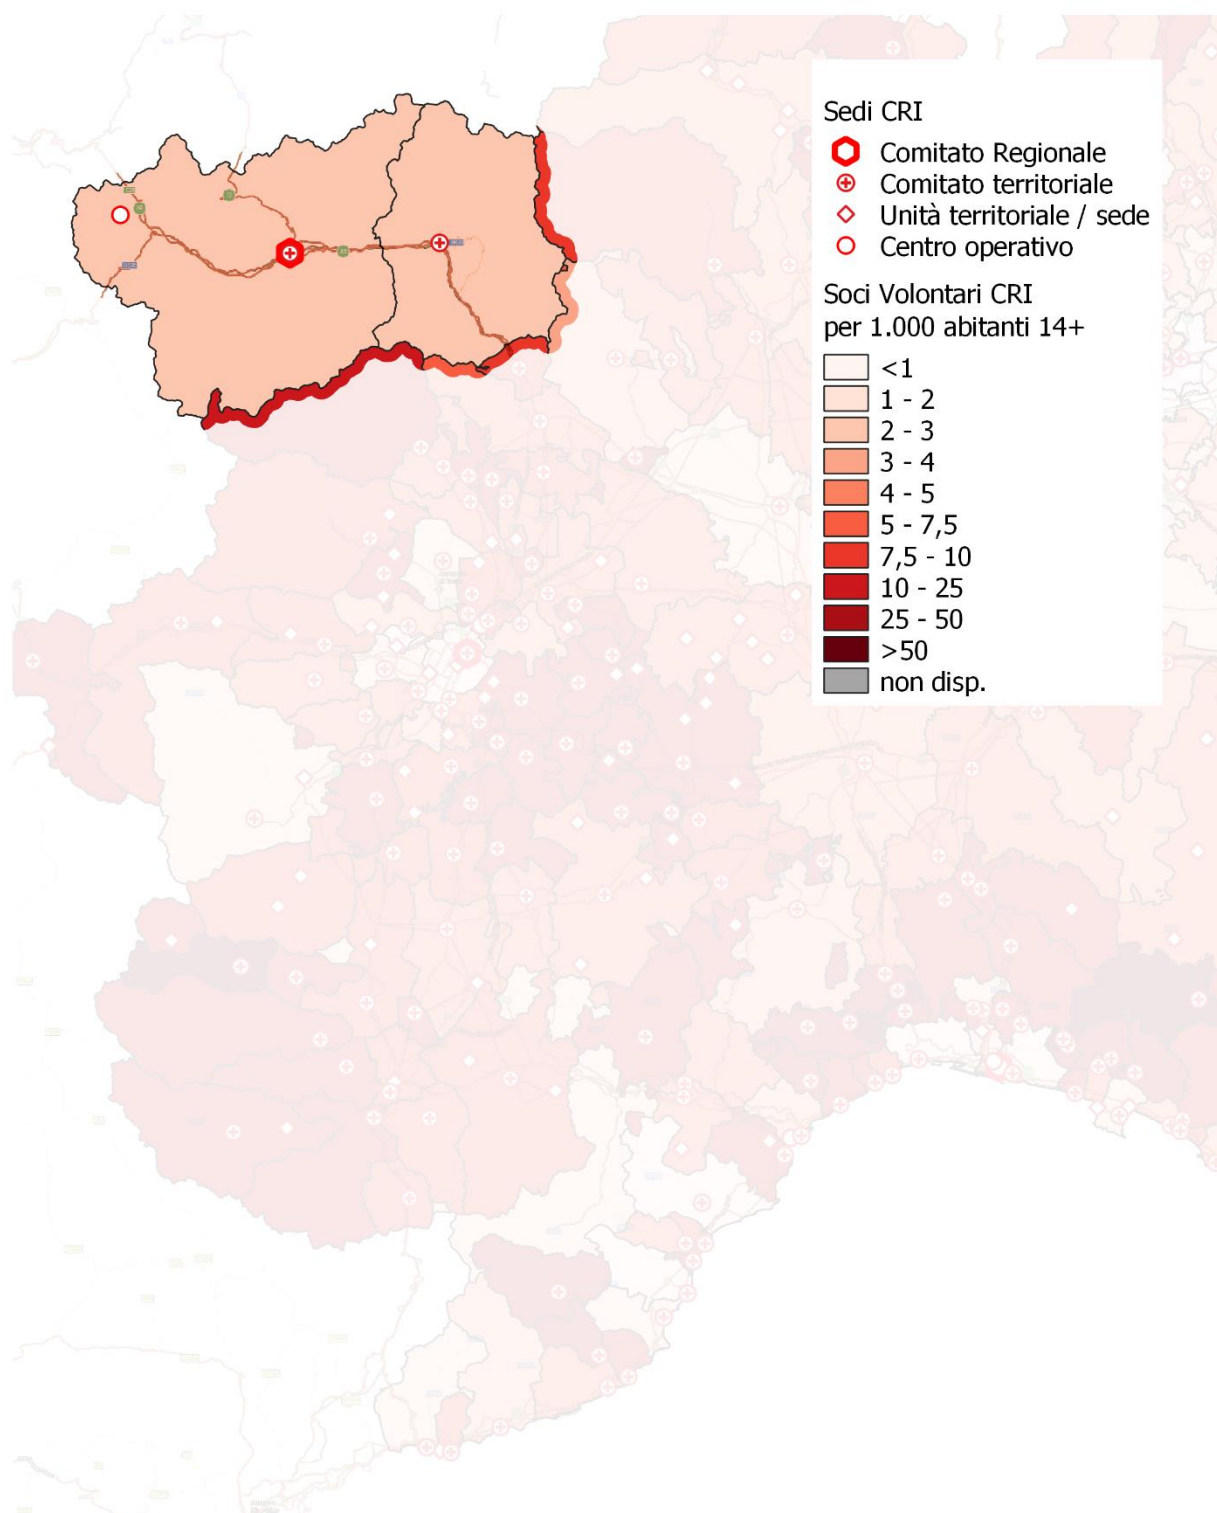 Sedi CRI
Comitato Regionale
Comitato territoriale
Unità territoriale / sede
Centro operativo
Soci Volontari CRI
per 1.000 abitanti 14+
<1
1 - 2
2 - 3
3 - 4
4 - 5
5 - 7,5
7,5 - 10
10 - 25
25 - 50
>50
non disp.